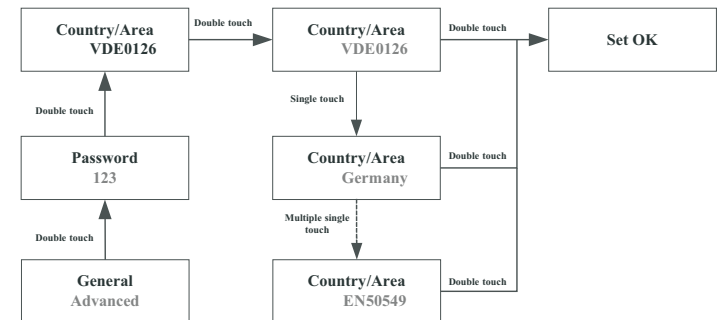 Country/Area
VDE0126
Double touch
Country/Area
VDE0126
Double touch
Set OK
Double touch
Single touch
Password
123
Country/Area
Germany
Double touch
Double touch
Multiple single
touch
General
Advanced
Country/Area
EN50549
Double touch